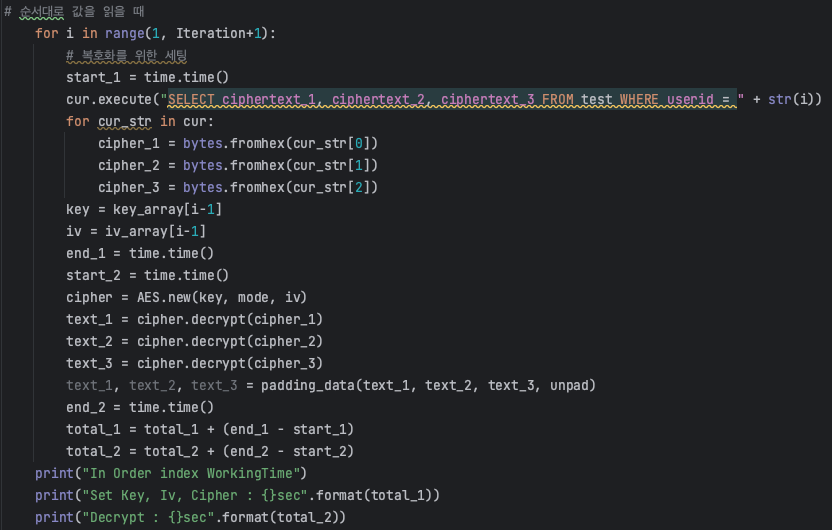 # 순서대로 값을 읽을 때
for i in range(1, Iteration+1):
# 복호화를 위한 세팅
start_1 = time.time()
cur.execute("SELECT ciphertext_1, ciphertext_2, ciphertext_3 FROM test WHERE userid = " + str(i))
for cur_str in cur:
cipher_1 = bytes.fromhex(cur_str[0])
cipher_2 = bytes.fromhex(cur_str[1])
cipher_3 = bytes.fromhex(cur_str[2])
key = key_array[i-1]
iv = iv_array[i-1]
end_1 = time.time()
start_2 = time.time()
cipher = AES.new(key, mode, iv)
text_1 = cipher.decrypt(cipher_1)
text_2 = cipher.decrypt(cipher_2)
text_3 = cipher.decrypt(cipher_3)
text_1, text_2, text_3 = padding_data(text_1, text_2, text_3, unpad)
end_2 = time.time()
total_1 = total_1 + (end_1 - start_1)
total_2 = total_2 + (end_2 - start_2)
print("In Order index WorkingTime")
print("Set Key, Iv, Cipher : {}sec".format(total_1))
print("Decrypt : {}sec".format(total_2))